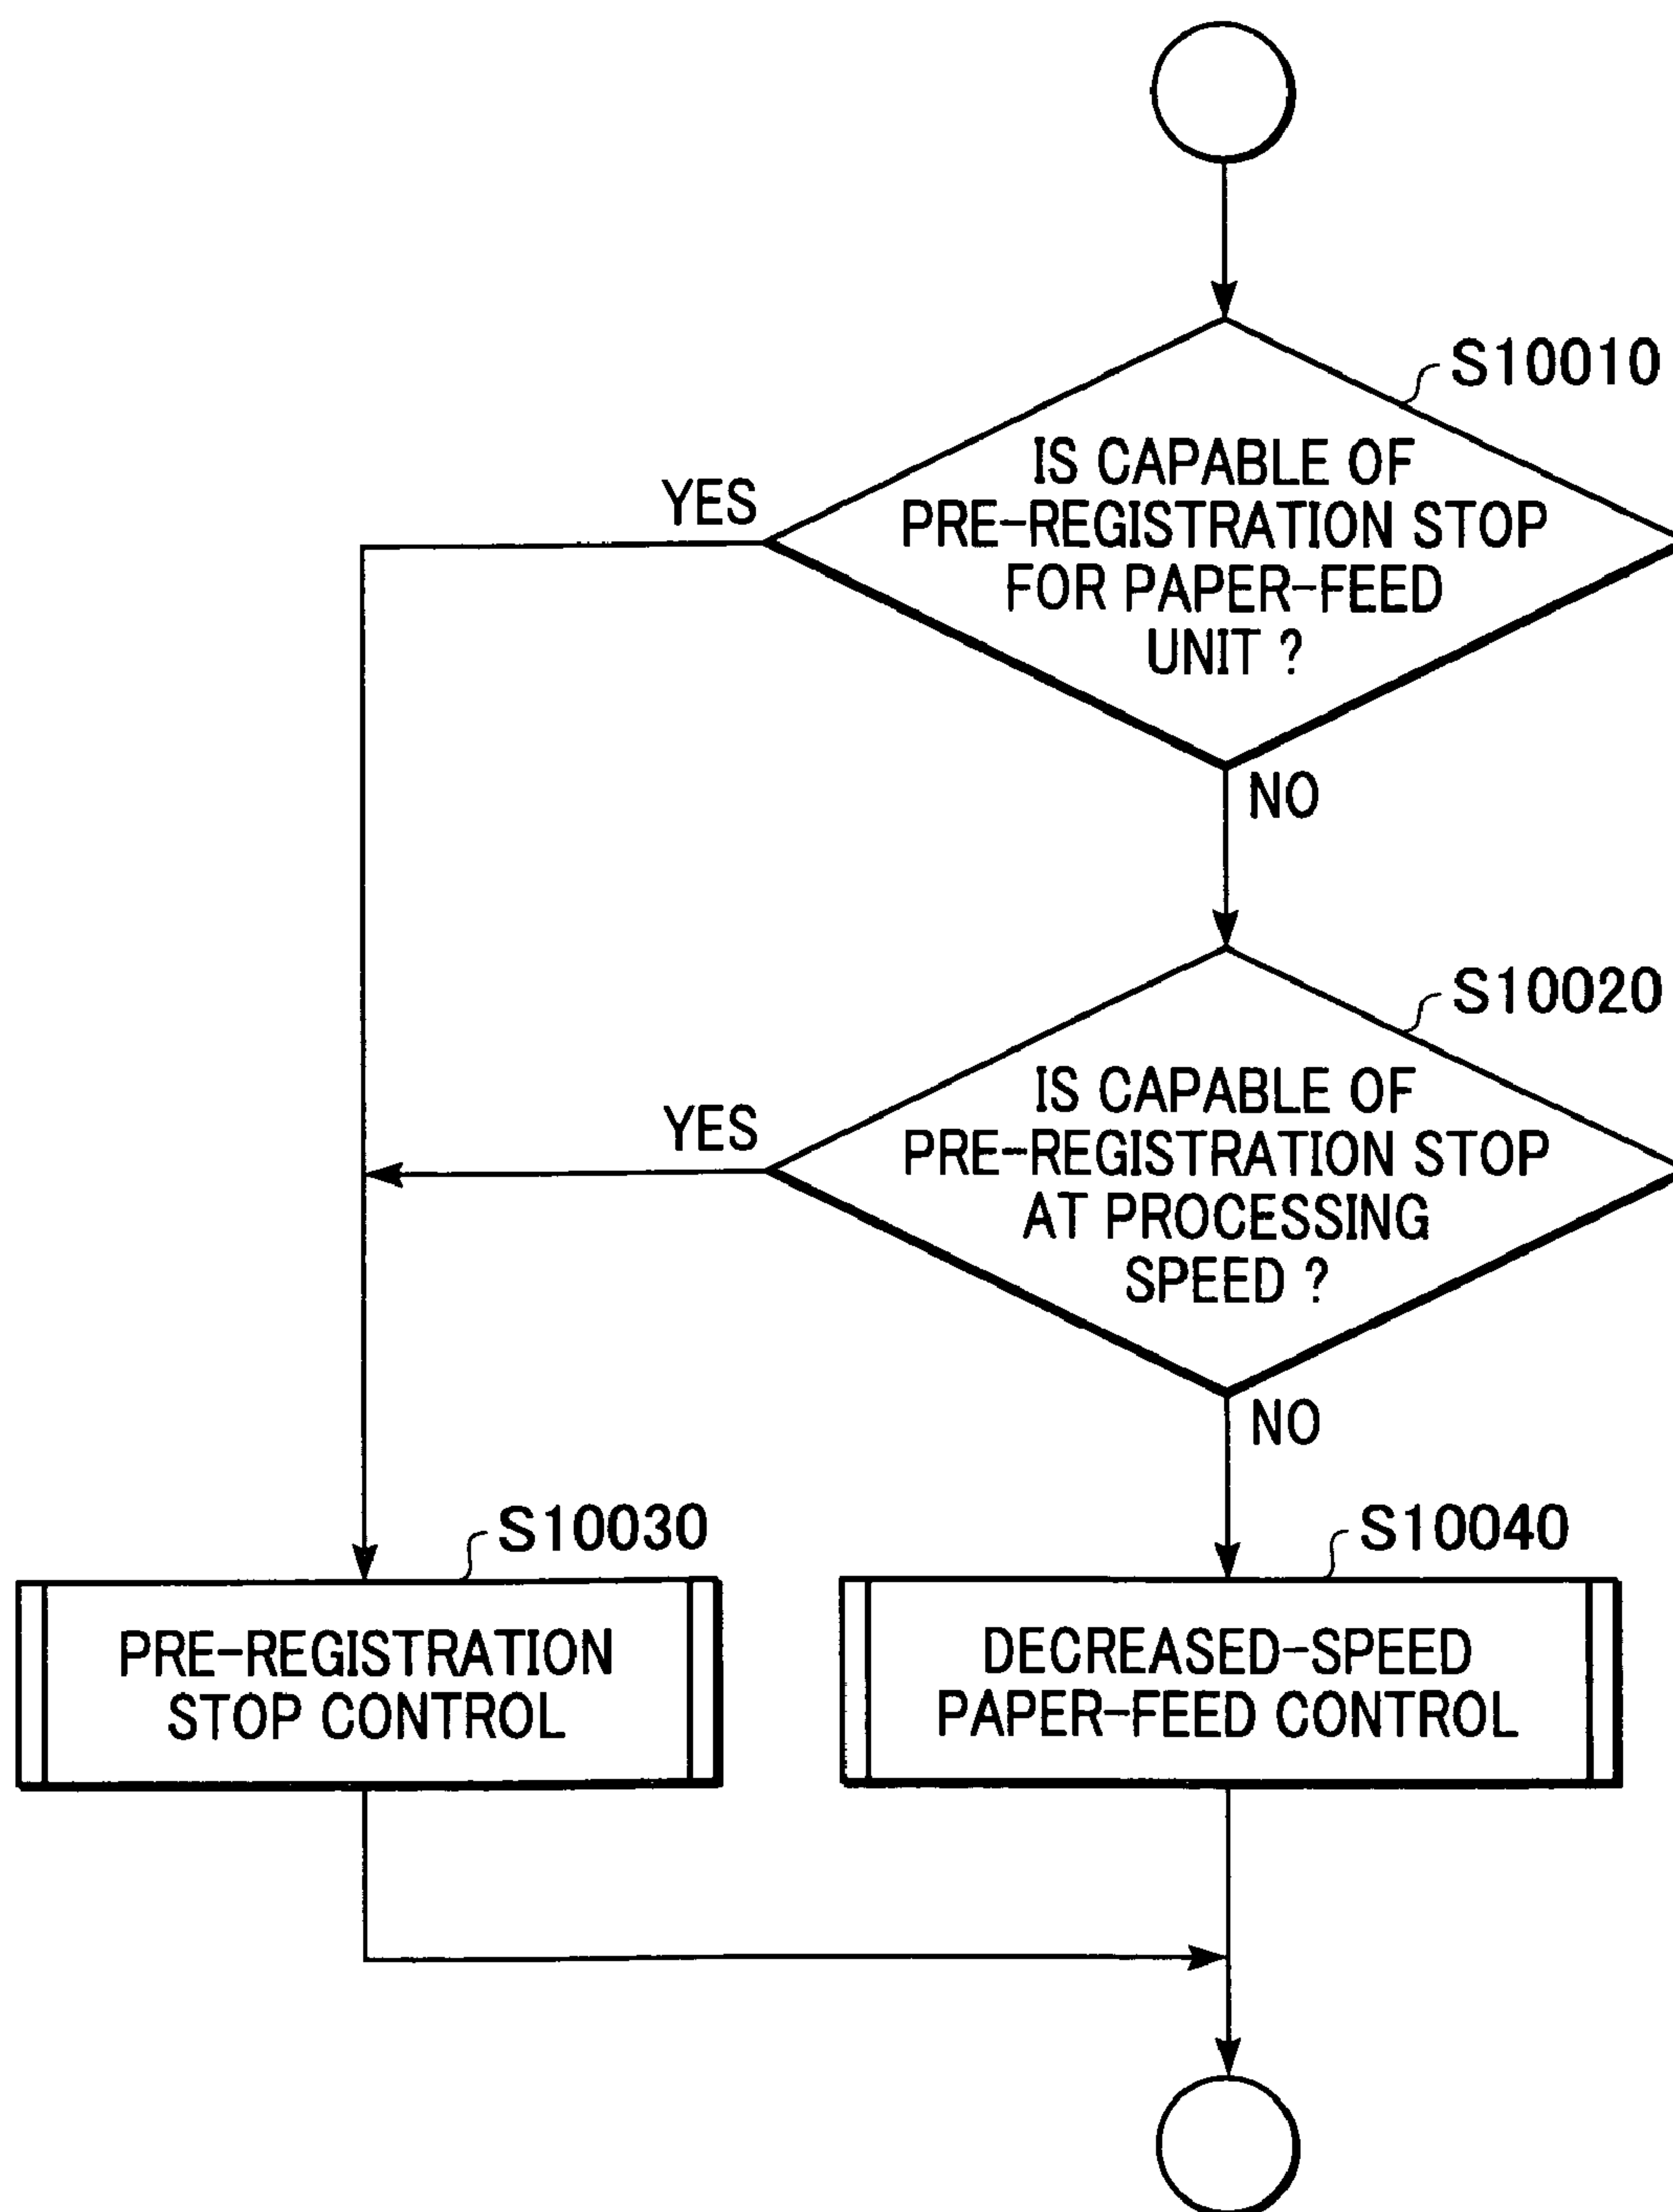 S10010
IS CAPABLE OF
PRE-REGISTRATION STOP
FOR PAPER-FEED
UNIT ?
YES
NO
S10020
IS CAPABLE OF
PRE-REGISTRATION STOP
AT PROCESSING
SPEED ?
YES
NO
S10030
PRE-REGISTRATION
STOP CONTROL
S10040
DECREASED-SPEED
PAPER-FEED CONTROL